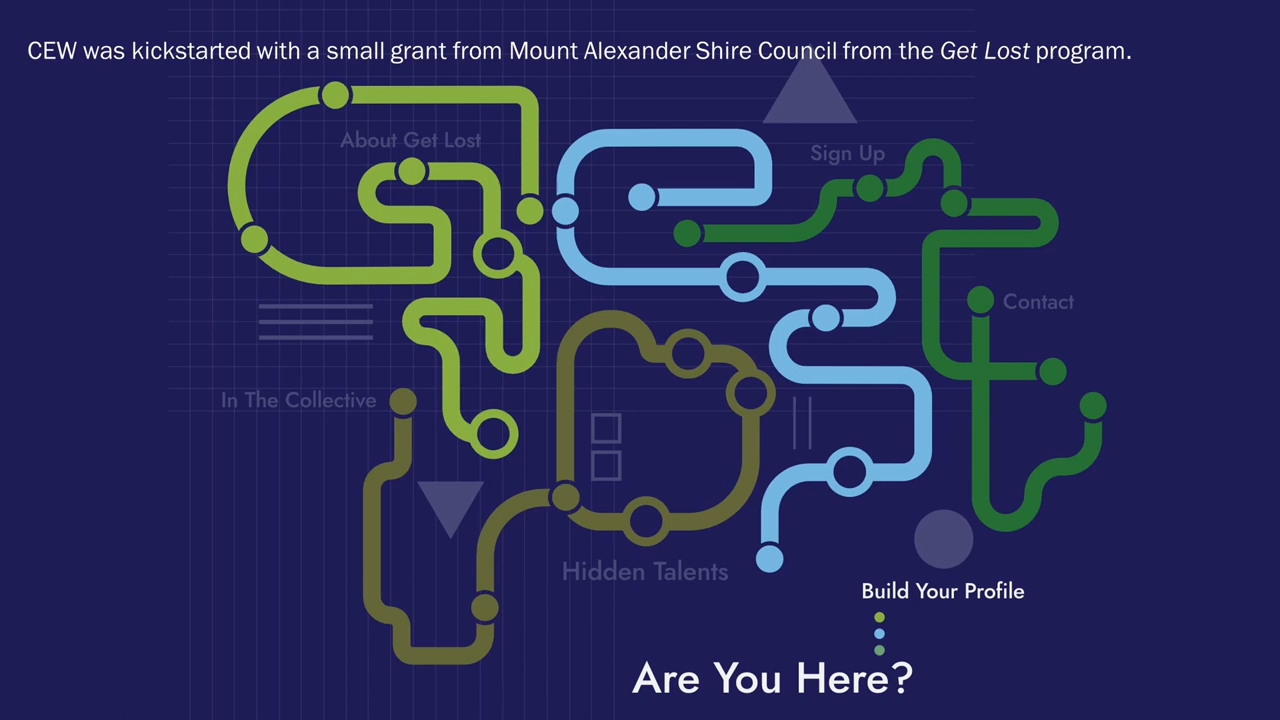 CEW was kickstarted with a small grant from Mount Alexander Shire Council from the Get Lost program.
About Get Lost
Sign Up
Contact
In The Collective
Hidden Talents
Build Your Profile
Are You Here?